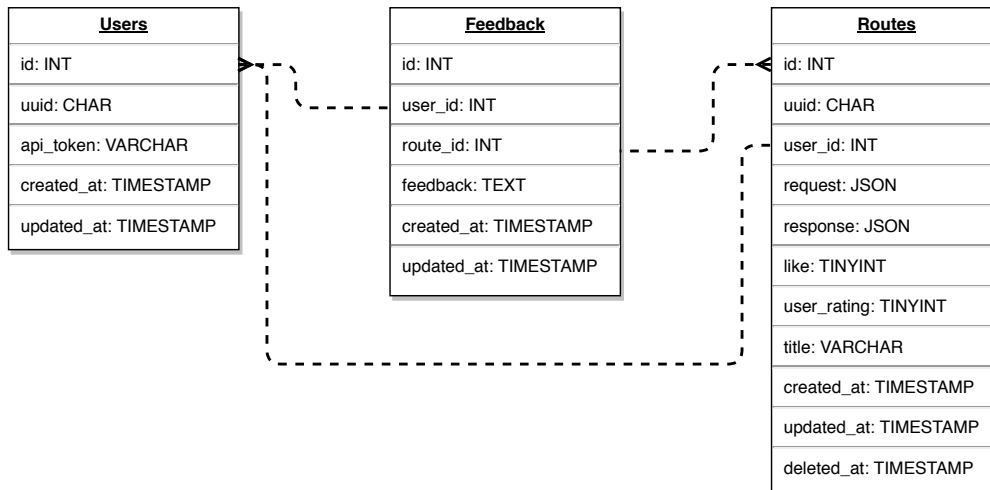 Users
id: INT
uuid: CHAR
api_token: VARCHAR
created_at: TIMESTAMP
updated_at: TIMESTAMP
Feedback
id: INT
user_id: INT
route_id: INT
feedback: TEXT
created_at: TIMESTAMP
updated_at: TIMESTAMP
Routes
id: INT
uuid: CHAR
user_id: INT
request: JSON
response: JSON
like: TINYINT
user_rating: TINYINT
title: VARCHAR
created_at: TIMESTAMP
updated_at: TIMESTAMP
deleted_at: TIMESTAMP